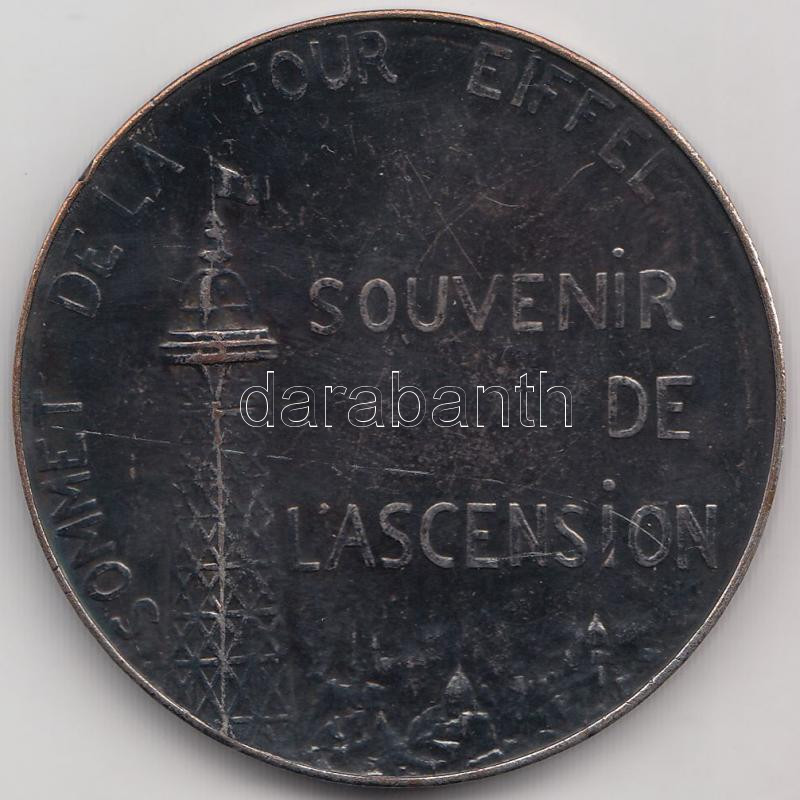 SOMMET DE LA TOUR EIFFEL
SOUVENiR
DE
L'ASCENSiON
darabanth